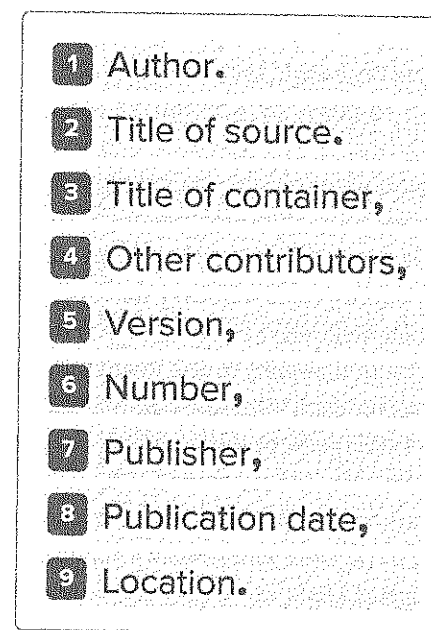 1 Author.
2 Title of source.
3 Title of container,
4 Other contributors,
5 Version,
6 Number,
7 Publisher,
8 Publication date,
9 Location.